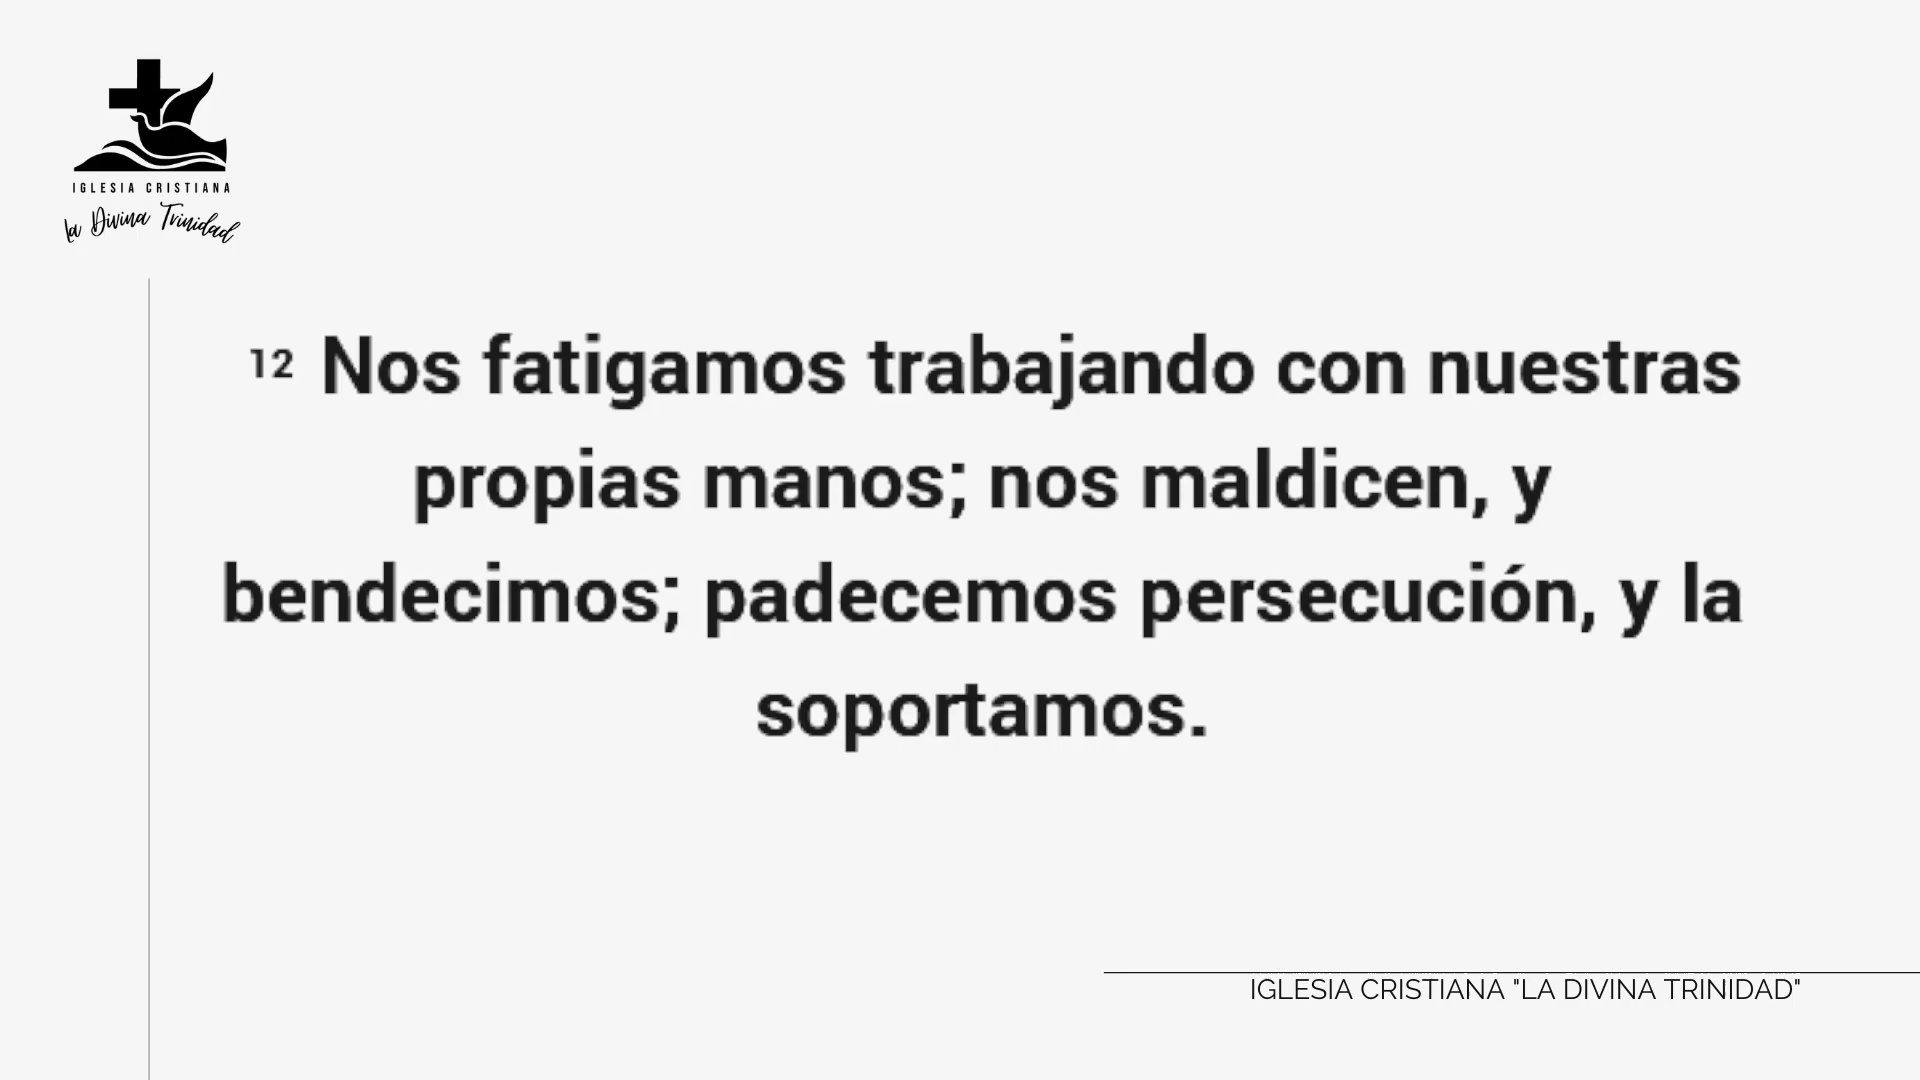 IGLESIA CRISTIANA
La Divina Trinidad
12 Nos fatigamos trabajando con nuestras
propias manos; nos maldicen, y
bendecimos; padecemos persecución, y la
soportamos.
IGLESIA CRISTIANA "LA DIVINA TRINIDAD"